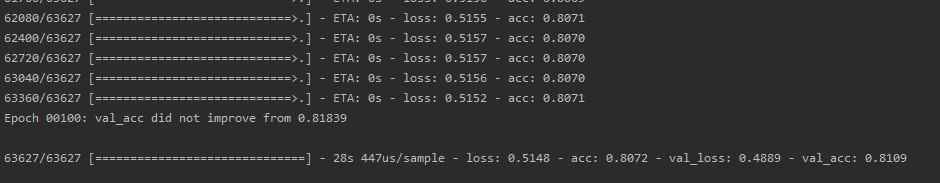 62080/63627 [============================>.] - ETA: 0s - loss: 0.5155 - acc: 0.8071
62400/63627 [============================>.] - ETA: 0s - loss: 0.5157 - acc: 0.8070
62720/63627 [============================>.] - ETA: 0s - loss: 0.5157 - acc: 0.8070
63040/63627 [============================>.] - ETA: 0s - loss: 0.5156 - acc: 0.8070
63360/63627 [============================>.] - ETA: 0s - loss: 0.5152 - acc: 0.8071
Epoch 00100: val_acc did not improve from 0.81839
63627/63627 [==============================] - 28s 447us/sample - loss: 0.5148 - acc: 0.8072 - val_loss: 0.4889 - val_acc: 0.8109